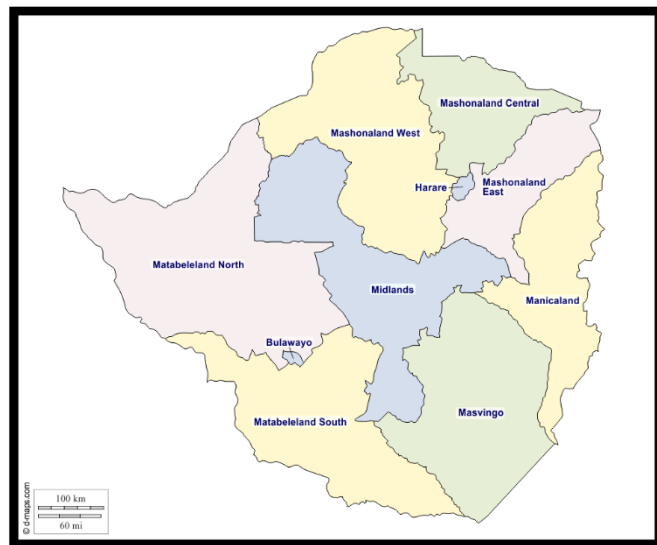 Mashonaland Central
Mashonaland West
Harare
Mashonaland
East
Matabeleland North
Midlands
Manicaland
Bulawayo
Masvingo
Matabeleland South
100 km
60 mi
© d-maps.com